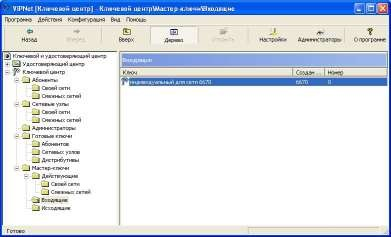 ViPNet [Ключевой центр] - Ключевой центр\Мастер-ключи\Входящие
Программа Действия Конфигурация Вид Помощь
Назад Вперед Вверх Дерево Открыть Настройки Администраторы О программе
Ключевой и удостоверяющий центр
Удостоверяющий центр
Ключевой центр
Абоненты
Своей сети
Смежных сетей
Сетевые узлы
Своей сети
Смежных сетей
Администраторы
Готовые ключи
Абонентов
Сетевых узлов
Дистрибутивы
Мастер-ключи
Действующие
Своей сети
Смежных сетей
Входящие
Исходящие
Входящие
Ключ Создан ... Номер
индивидуальный для сети 6670 6670 0
Готово